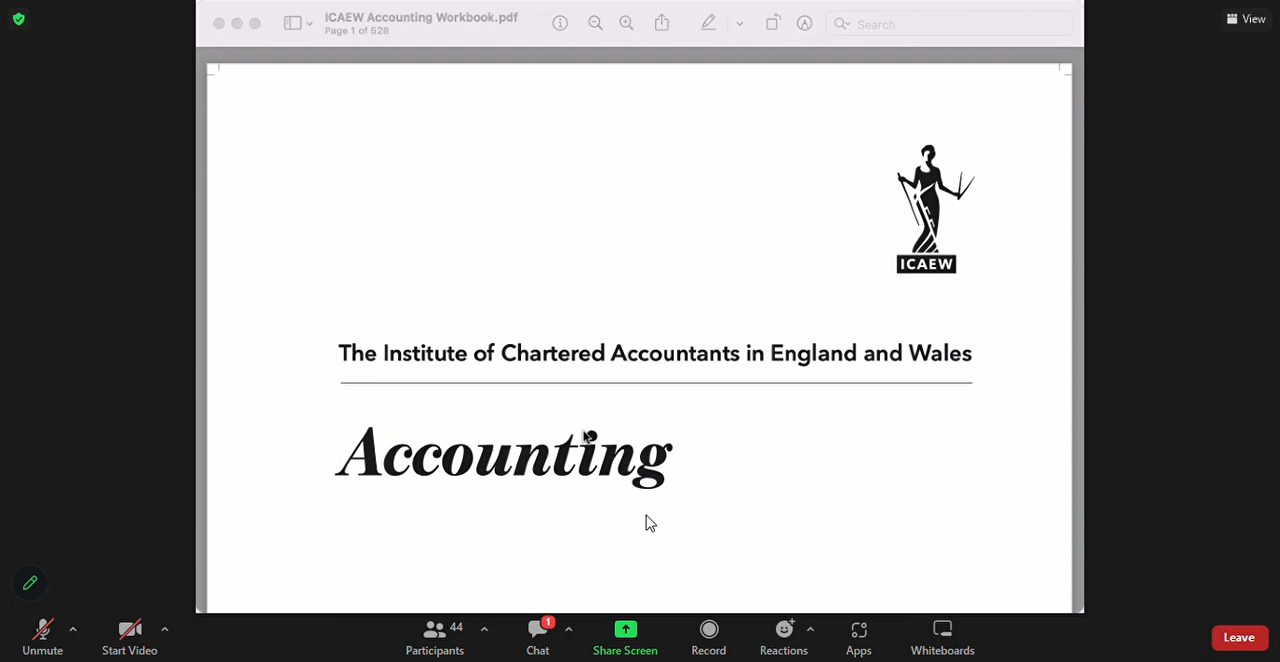 ICAEW Accounting Workbook.pdf
Page 1 of 528
Search
View
ICAEW
The Institute of Chartered Accountants in England and Wales
Accounting
Unmute
Start Video
44
Participants
1
Chat
Share Screen
Record
Reactions
Apps
Whiteboards
Leave